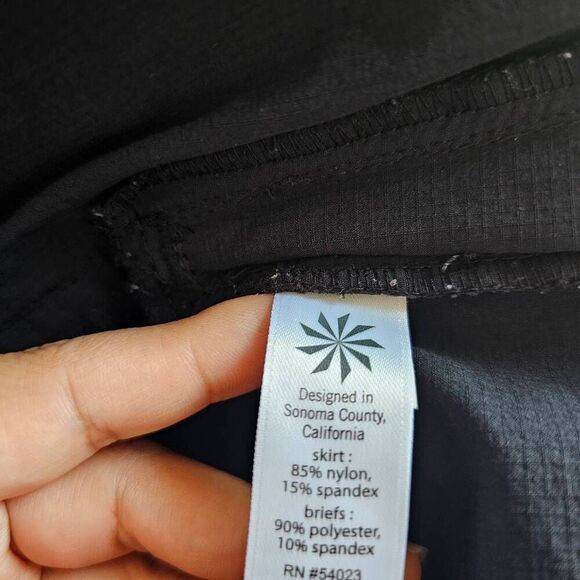 Designed in
Sonoma County,
California
skirt :
85% nylon,
15% spandex
briefs :
90% polyester,
10% spandex
RN #54023